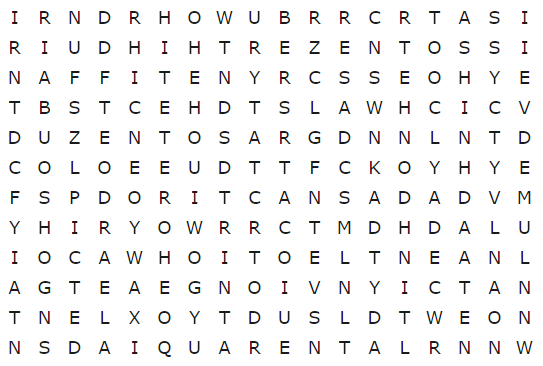 I R N D R H O W U B R R C R T A S I
R I U D H I H T R E Z E N T O S S I
N A F F I T E N Y R C S S E O H Y E
T B S T C E H D T S L A W H C I C V
D U Z E N T O S A R G D N N L N T D
C O L O E E U D T T F C K O Y H Y E
F S P D O R I T C A N S A D A D V M
Y H I R Y O W R R C T M D H D A L U
I O C A W H O I T O E L T N E A N L
A G T E A E G N O I V N Y I C T A N
T N E L X O Y T D U S L D T W E O N
N S D A I Q U A R E N T A L R N N W